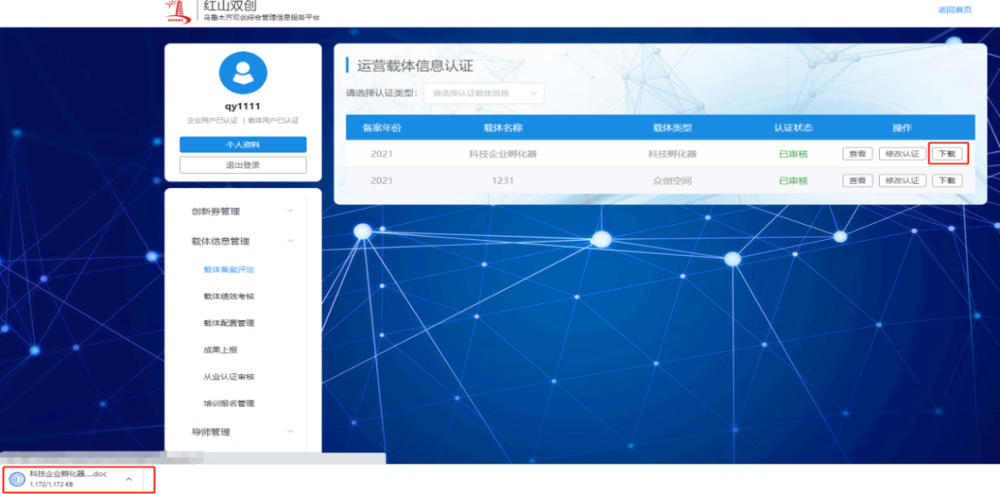 红山双创
乌鲁木齐双创综合管理信息服务平台
返回首页
qy1111
企业用户已认证 | 载体用户已认证
个人资料
退出登录
创新券管理
载体信息管理
载体备案评定
载体绩效考核
载体配置管理
成果上报
从业认证审核
培训报名管理
导师管理
运营载体信息认证
请选择认证类型: 请选择认证载体信息
备案年份 载体名称 载体类型 认证状态 操作
2021 科技企业孵化器 科技孵化器 已审核 查看 修改认证 下载
2021 1231 众创空间 已审核 查看 修改认证 下载
科技企业孵化器....doc
1,172/1,172 KB